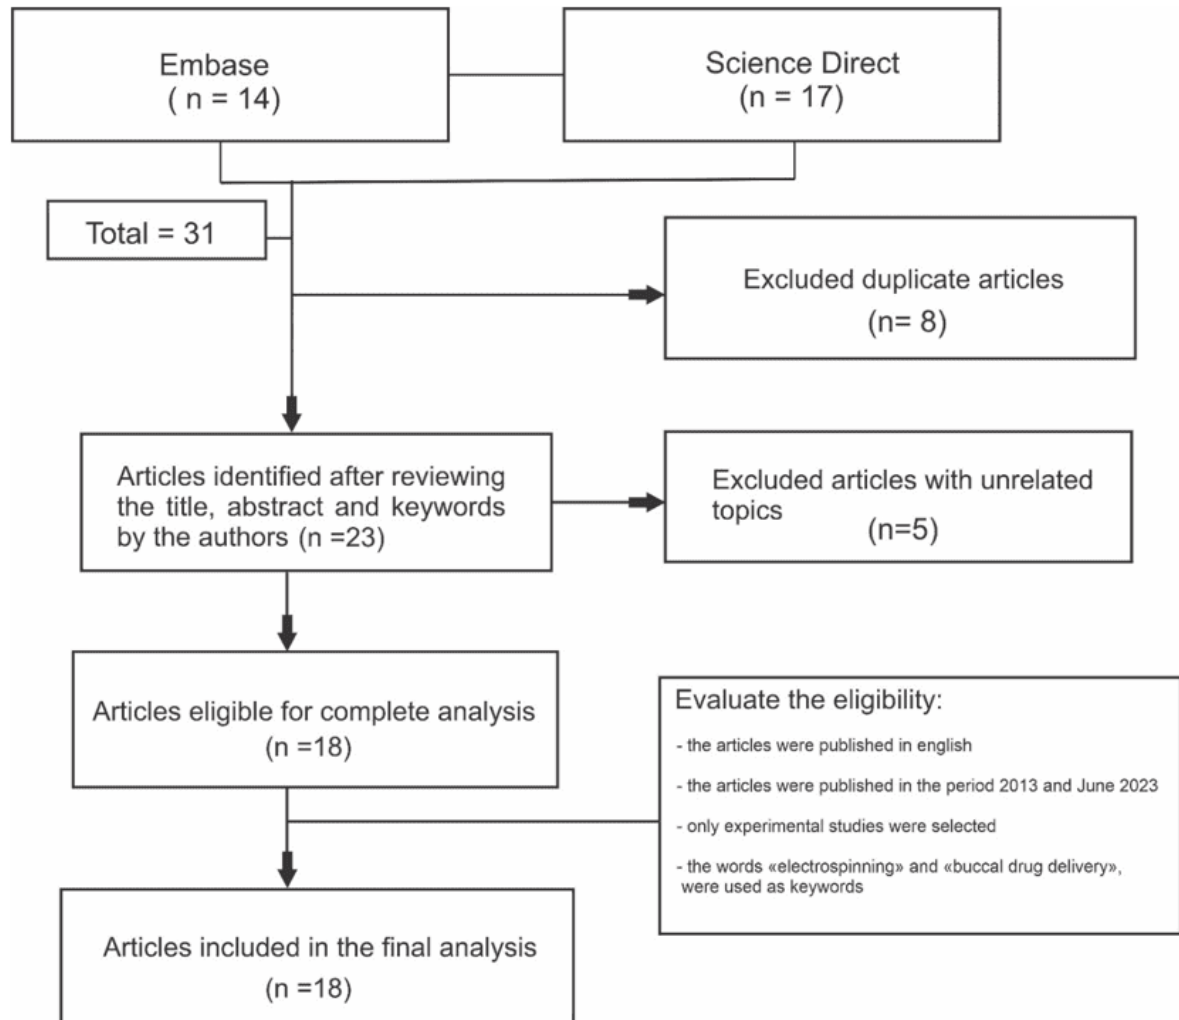 Embase
( n = 14)
Science Direct
(n = 17)
Total = 31
Excluded duplicate articles
(n= 8)
Articles identified after reviewing
the title, abstract and keywords
by the authors (n =23)
Excluded articles with unrelated
topics
(n=5)
Articles eligible for complete analysis
(n =18)
Evaluate the eligibility:
- the articles were published in english
- the articles were published in the period 2013 and June 2023
- only experimental studies were selected
- the words «electrospinning» and «buccal drug delivery»,
were used as keywords
Articles included in the final analysis
(n =18)